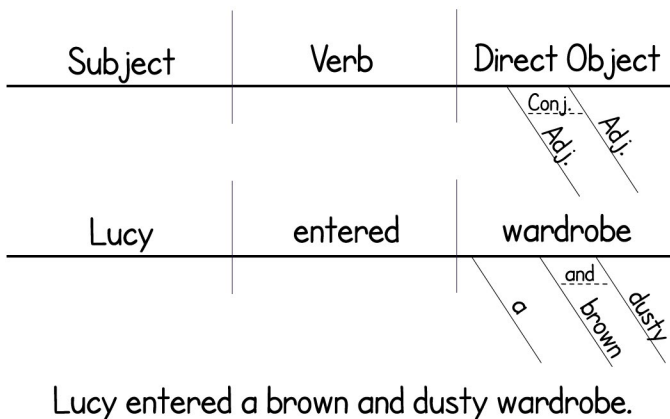 Subject Verb Direct Object
Conj.
Adj. Adj.
Lucy entered wardrobe
and
a brown dusty
Lucy entered a brown and dusty wardrobe.